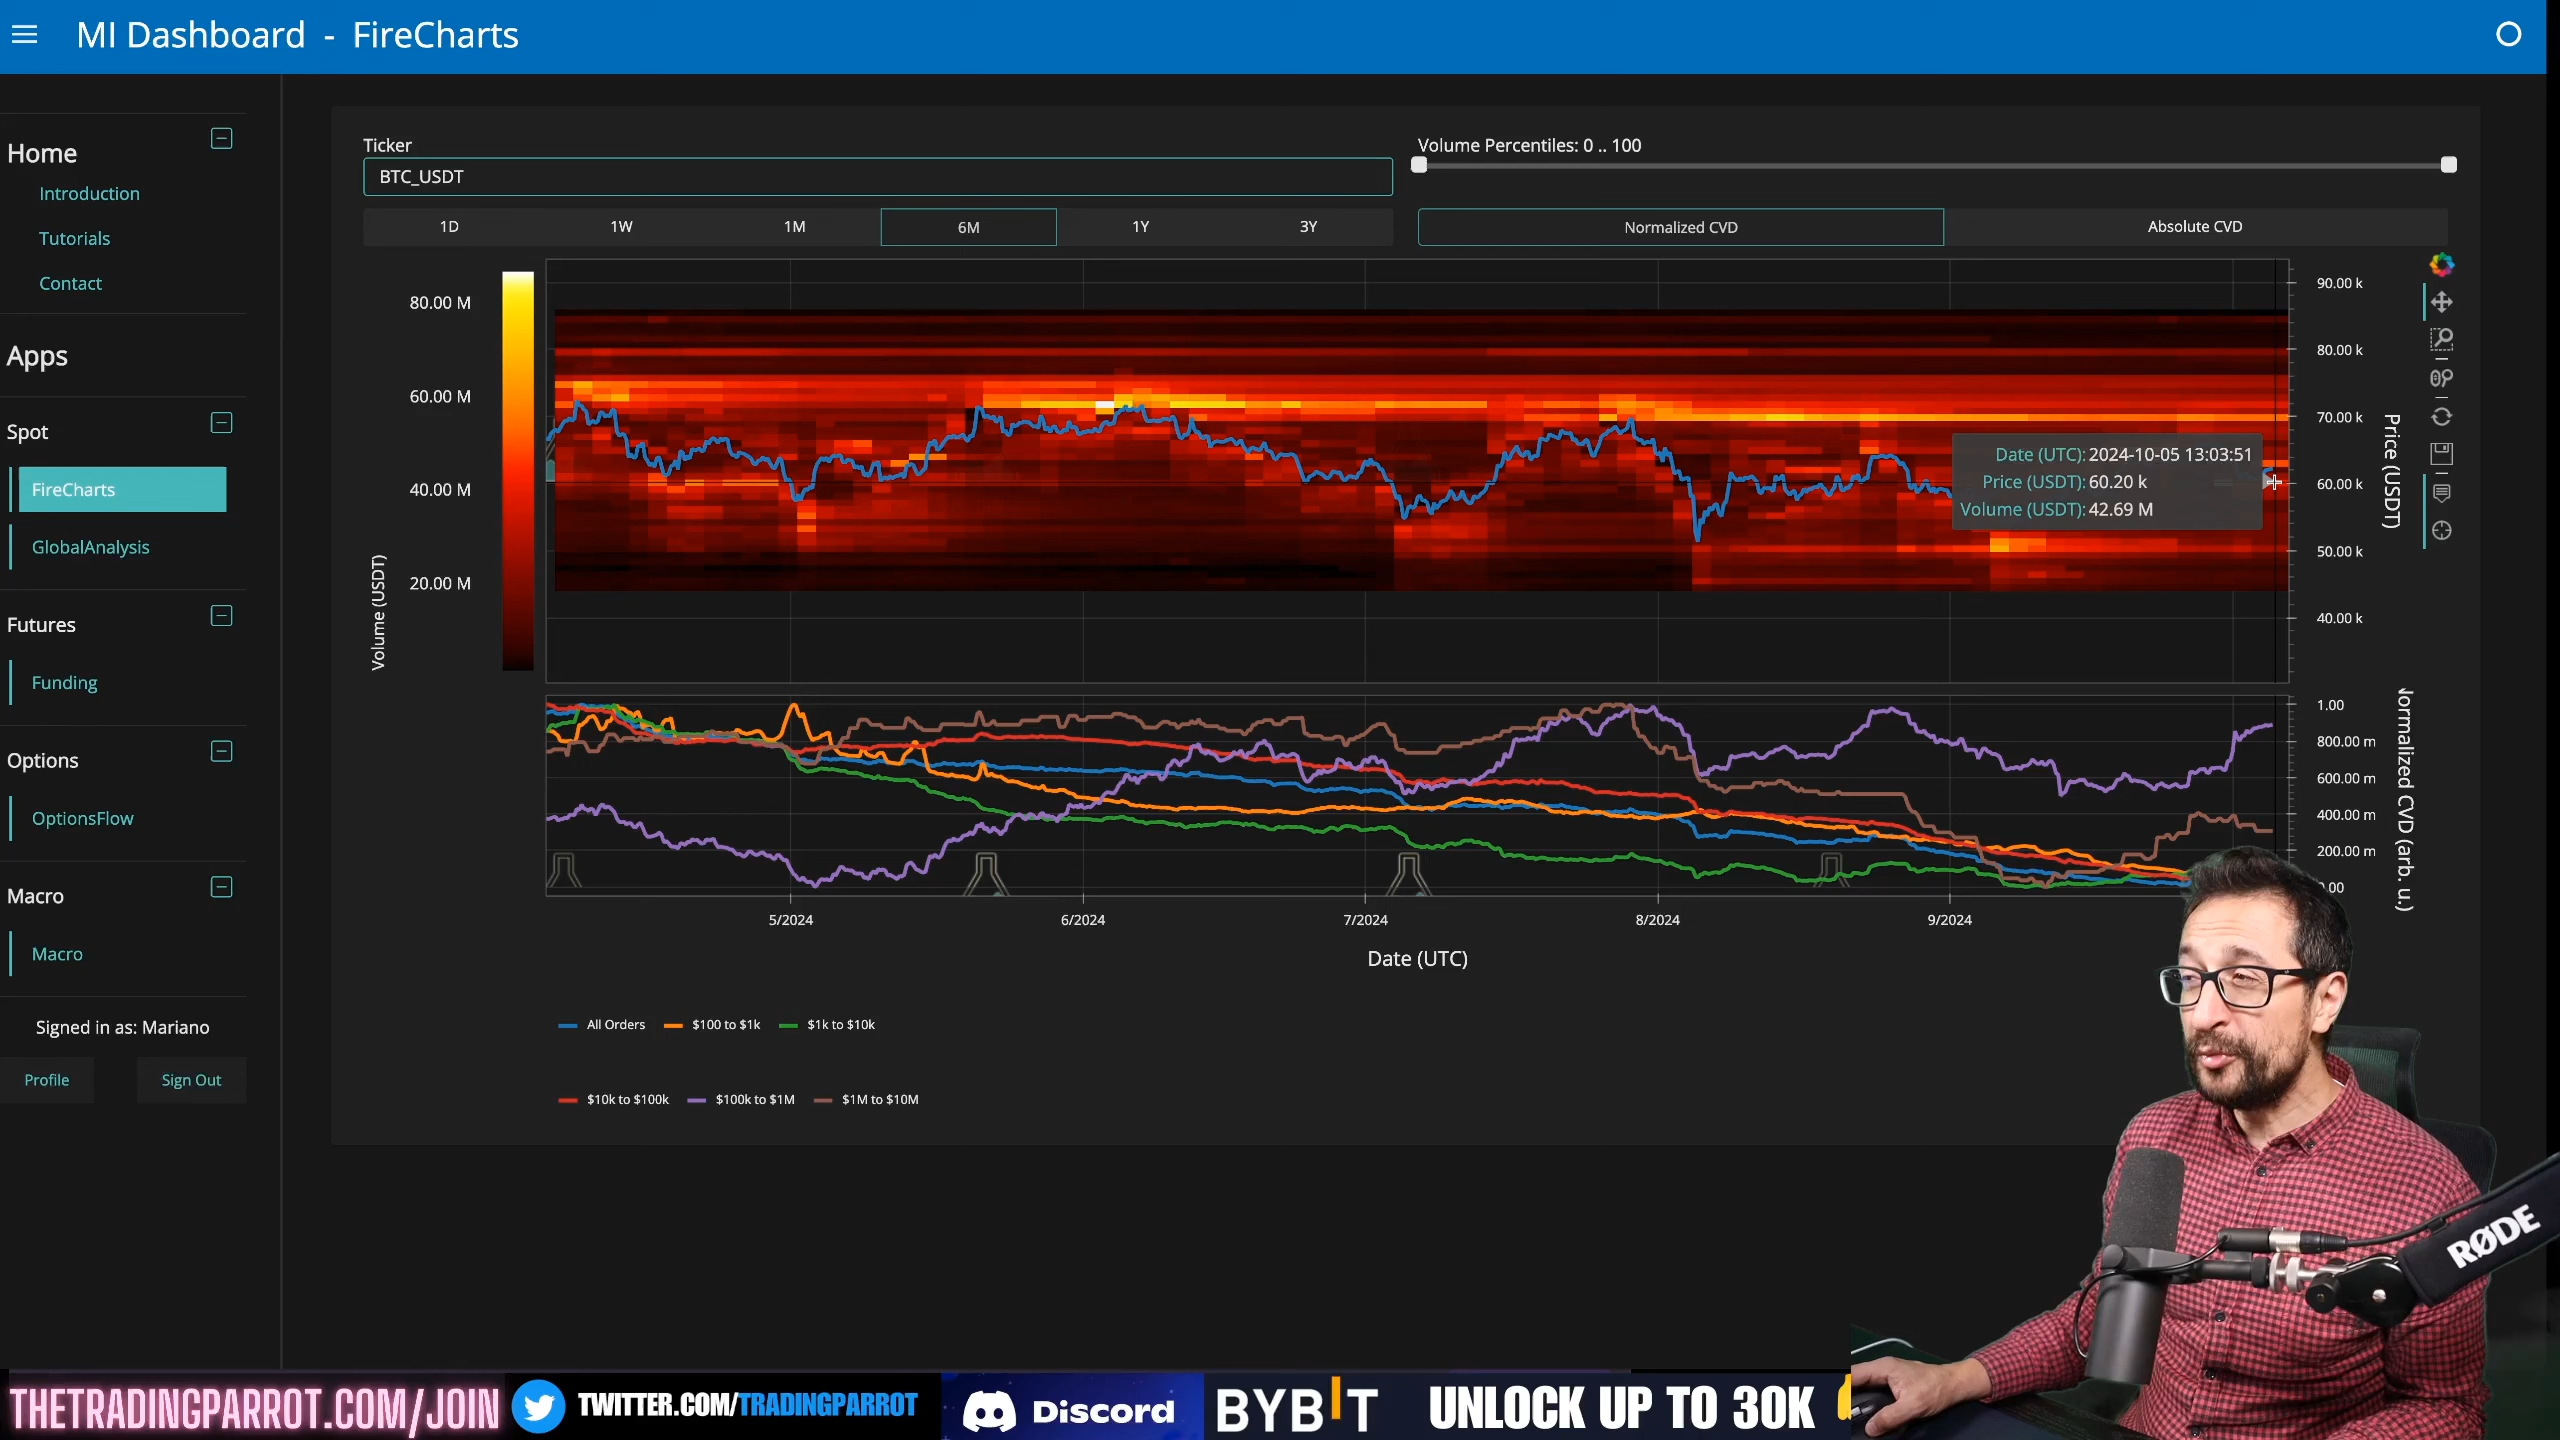 MI Dashboard - FireCharts
Home
Introduction
Tutorials
Contact
Apps
Spot
FireCharts
GlobalAnalysis
Futures
Funding
Options
OptionsFlow
Macro
Macro
Signed in as: Mariano
Profile
Sign Out
Ticker
BTC_USDT
Volume Percentiles: 0 .. 100
1D 1W 1M 6M 1Y 3Y
Normalized CVD
Absolute CVD
80.00 M
60.00 M
40.00 M
20.00 M
Volume (USDT)
90.00 k
80.00 k
70.00 k
60.00 k
50.00 k
40.00 k
Price (USDT)
Date (UTC): 2024-10-05 13:03:51
Price (USDT): 60.20 k
Volume (USDT): 42.69 M
1.00
800.00 m
600.00 m
400.00 m
200.00 m
.00
ormalized CVD (arb. u.)
5/2024 6/2024 7/2024 8/2024 9/2024
Date (UTC)
All Orders $100 to $1k $1k to $10k
$10k to $100k $100k to $1M $1M to $10M
RØDE
THETRADINGPARROT.COM/JOIN
TWITTER.COM/TRADINGPARROT
Discord
BYBIT
UNLOCK UP TO 30K